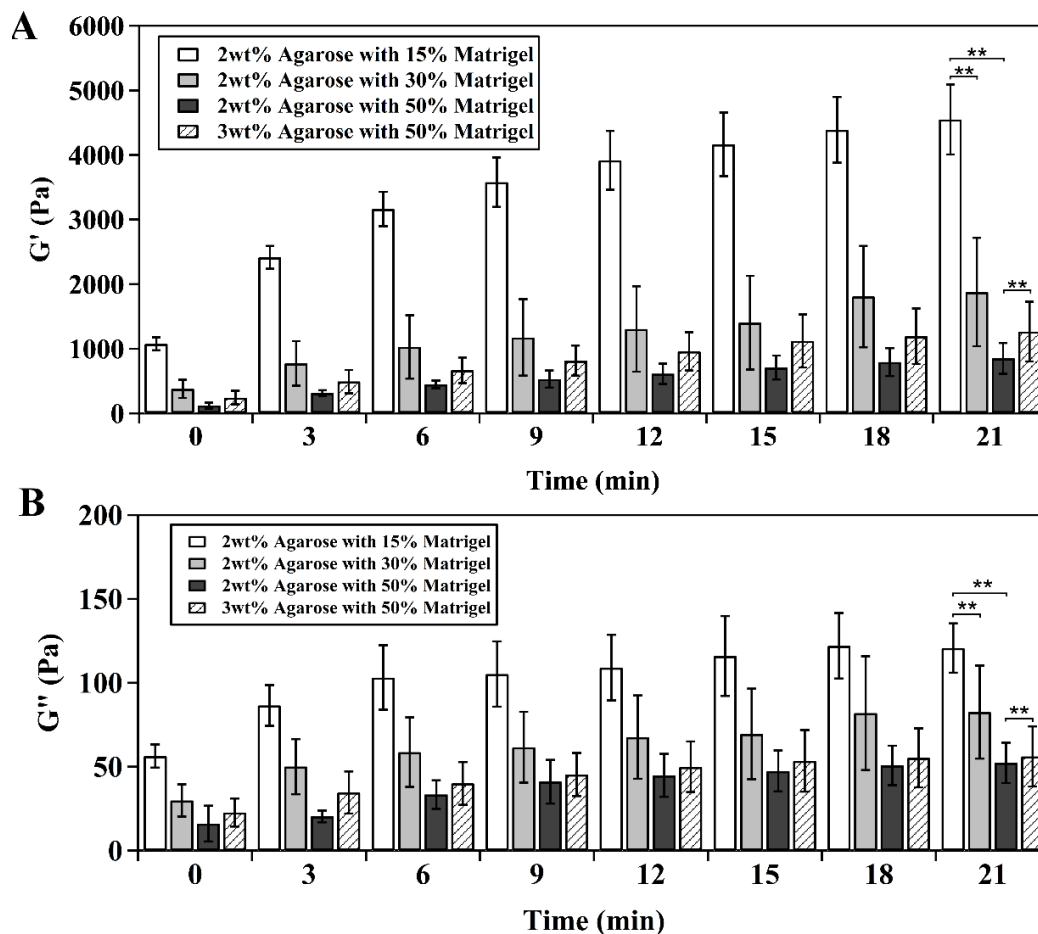 A
6000
5000
4000
3000
2000
1000
0
G' (Pa)
2wt% Agarose with 15% Matrigel
2wt% Agarose with 30% Matrigel
2wt% Agarose with 50% Matrigel
3wt% Agarose with 50% Matrigel
**
**
**
0 3 6 9 12 15 18 21
Time (min)
B
200
150
100
50
0
G'' (Pa)
2wt% Agarose with 15% Matrigel
2wt% Agarose with 30% Matrigel
2wt% Agarose with 50% Matrigel
3wt% Agarose with 50% Matrigel
**
**
**
0 3 6 9 12 15 18 21
Time (min)